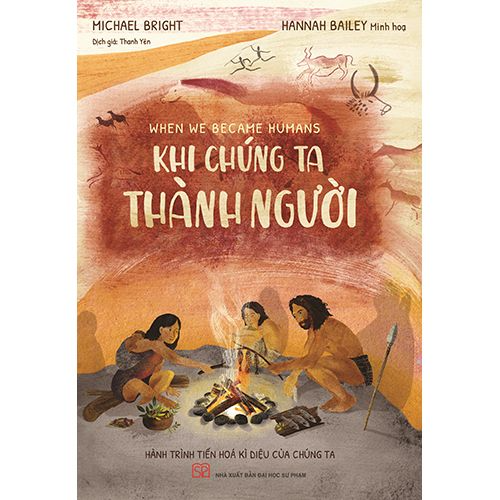 MICHAEL BRIGHT
Dịch giả: Thanh Yên
HANNAH BAILEY Minh hoạ
WHEN WE BECAME HUMANS
KHI CHÚNG TA
THÀNH NGƯỜI
HÀNH TRÌNH TIẾN HOÁ KÌ DIỆU CỦA CHÚNG TA
NHÀ XUẤT BẢN ĐẠI HỌC SƯ PHẠM